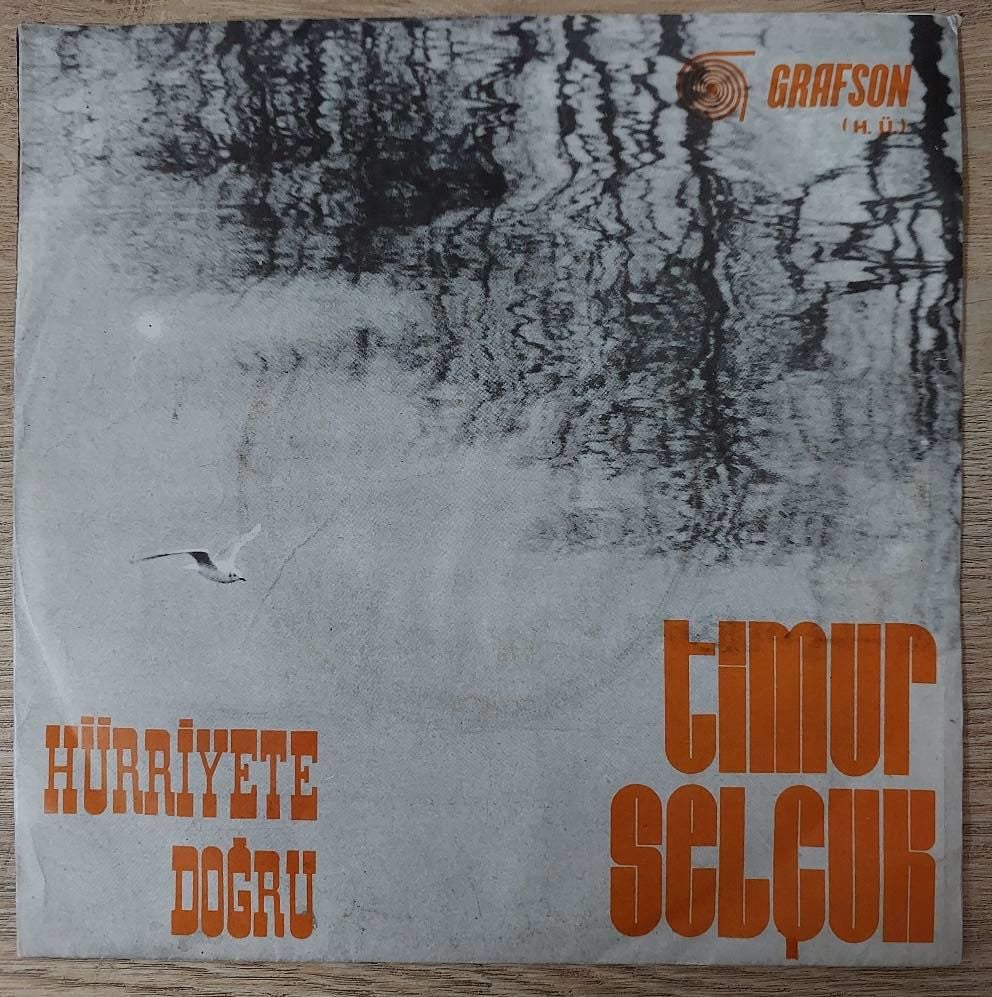 GRAFSON
(H. Ü.)
timur
SELÇUK
HÜRRİYETE
DOĞRU